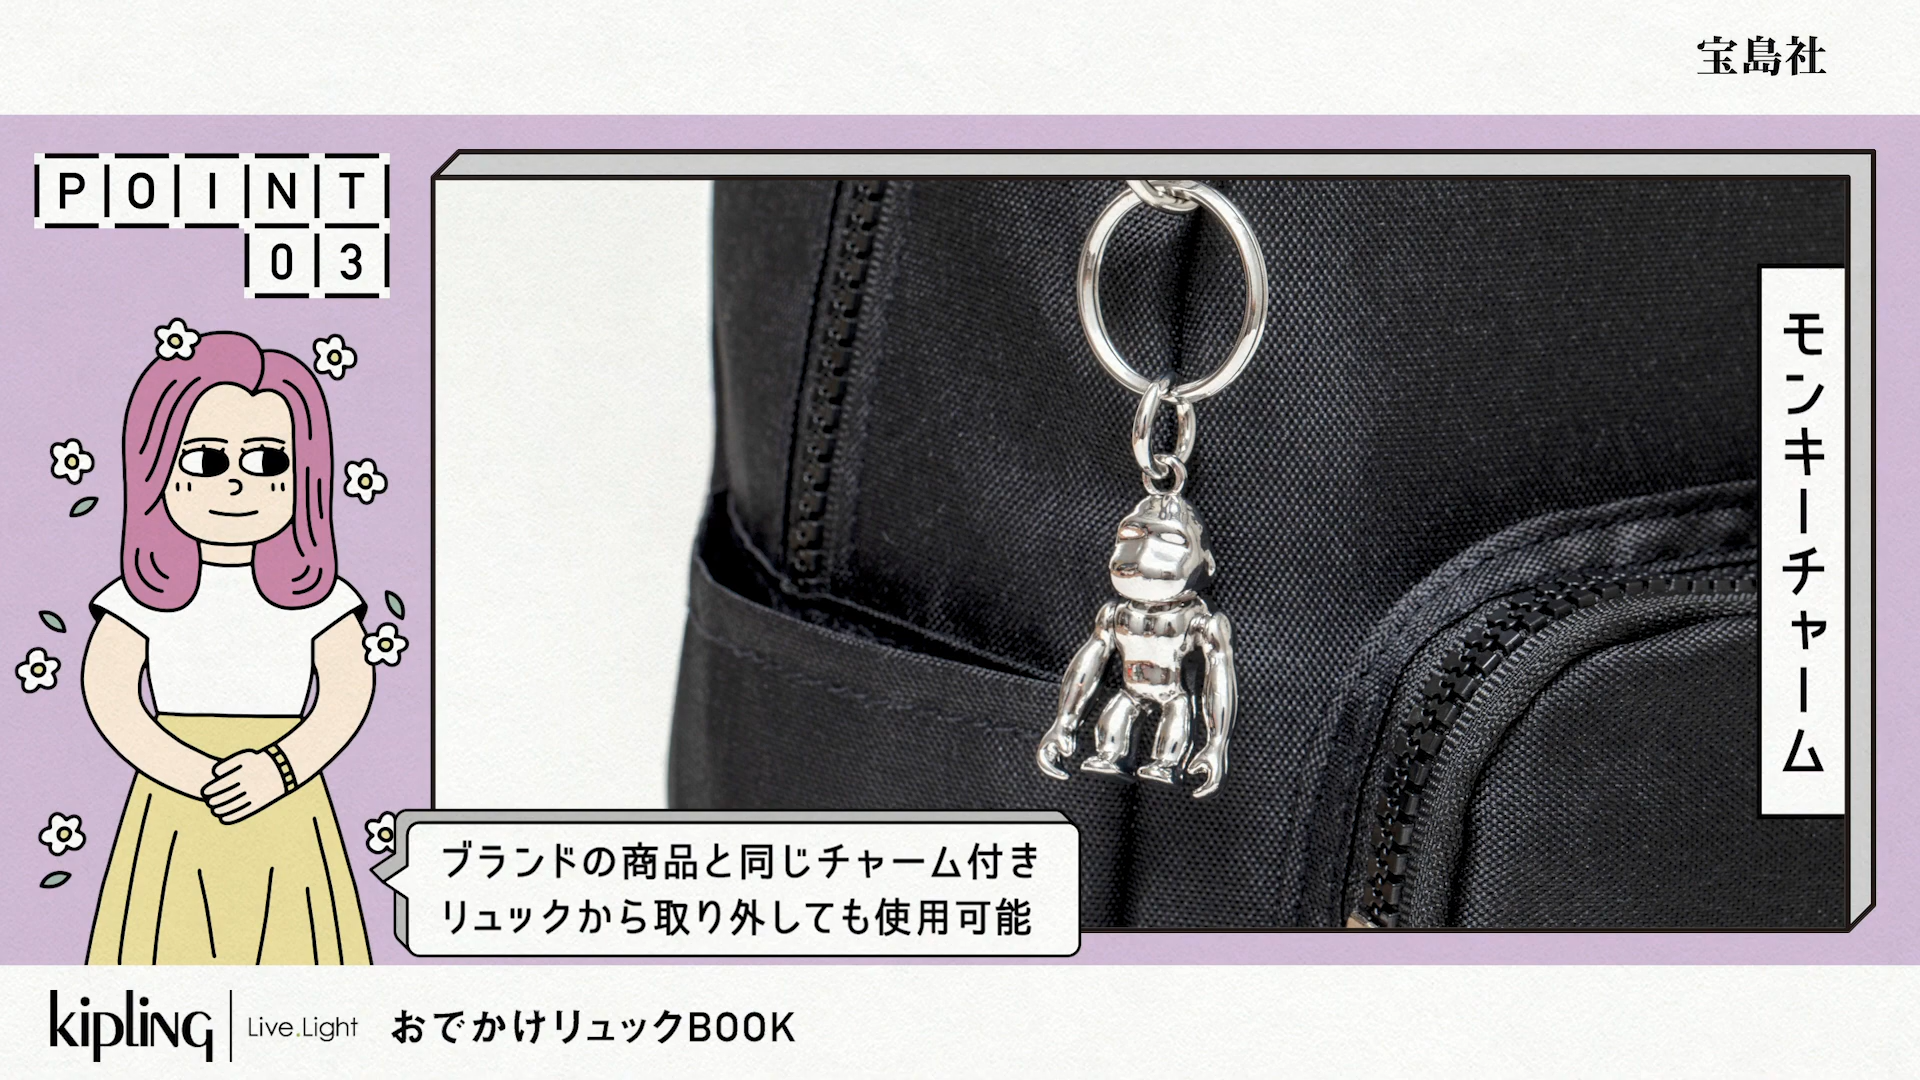 宝島社
POINT
03
モンキーチャーム
ブランドの商品と同じチャーム付き
リュックから取り外しても使用可能
kipling
Live.Light
おでかけリュックBOOK